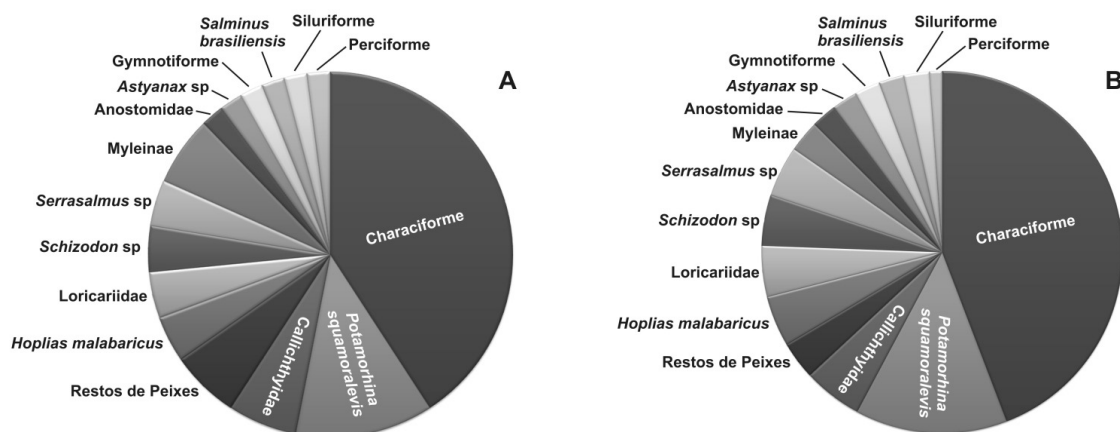 A
Characiforme
Potamorhina
squamoralevis
Callichthyidae
Restos de Peixes
Hoplias malabaricus
Loricariidae
Schizodon sp
Serrasalmus sp
Myleinae
Anostomidae
Astyanax sp
Gymnotiforme
Salminus
brasiliensis
Siluriforme
Perciforme
B
Characiforme
Potamorhina
squamoralevis
Callichthyidae
Restos de Peixes
Hoplias malabaricus
Loricariidae
Schizodon sp
Serrasalmus sp
Myleinae
Anostomidae
Astyanax sp
Gymnotiforme
Salminus
brasiliensis
Siluriforme
Perciforme